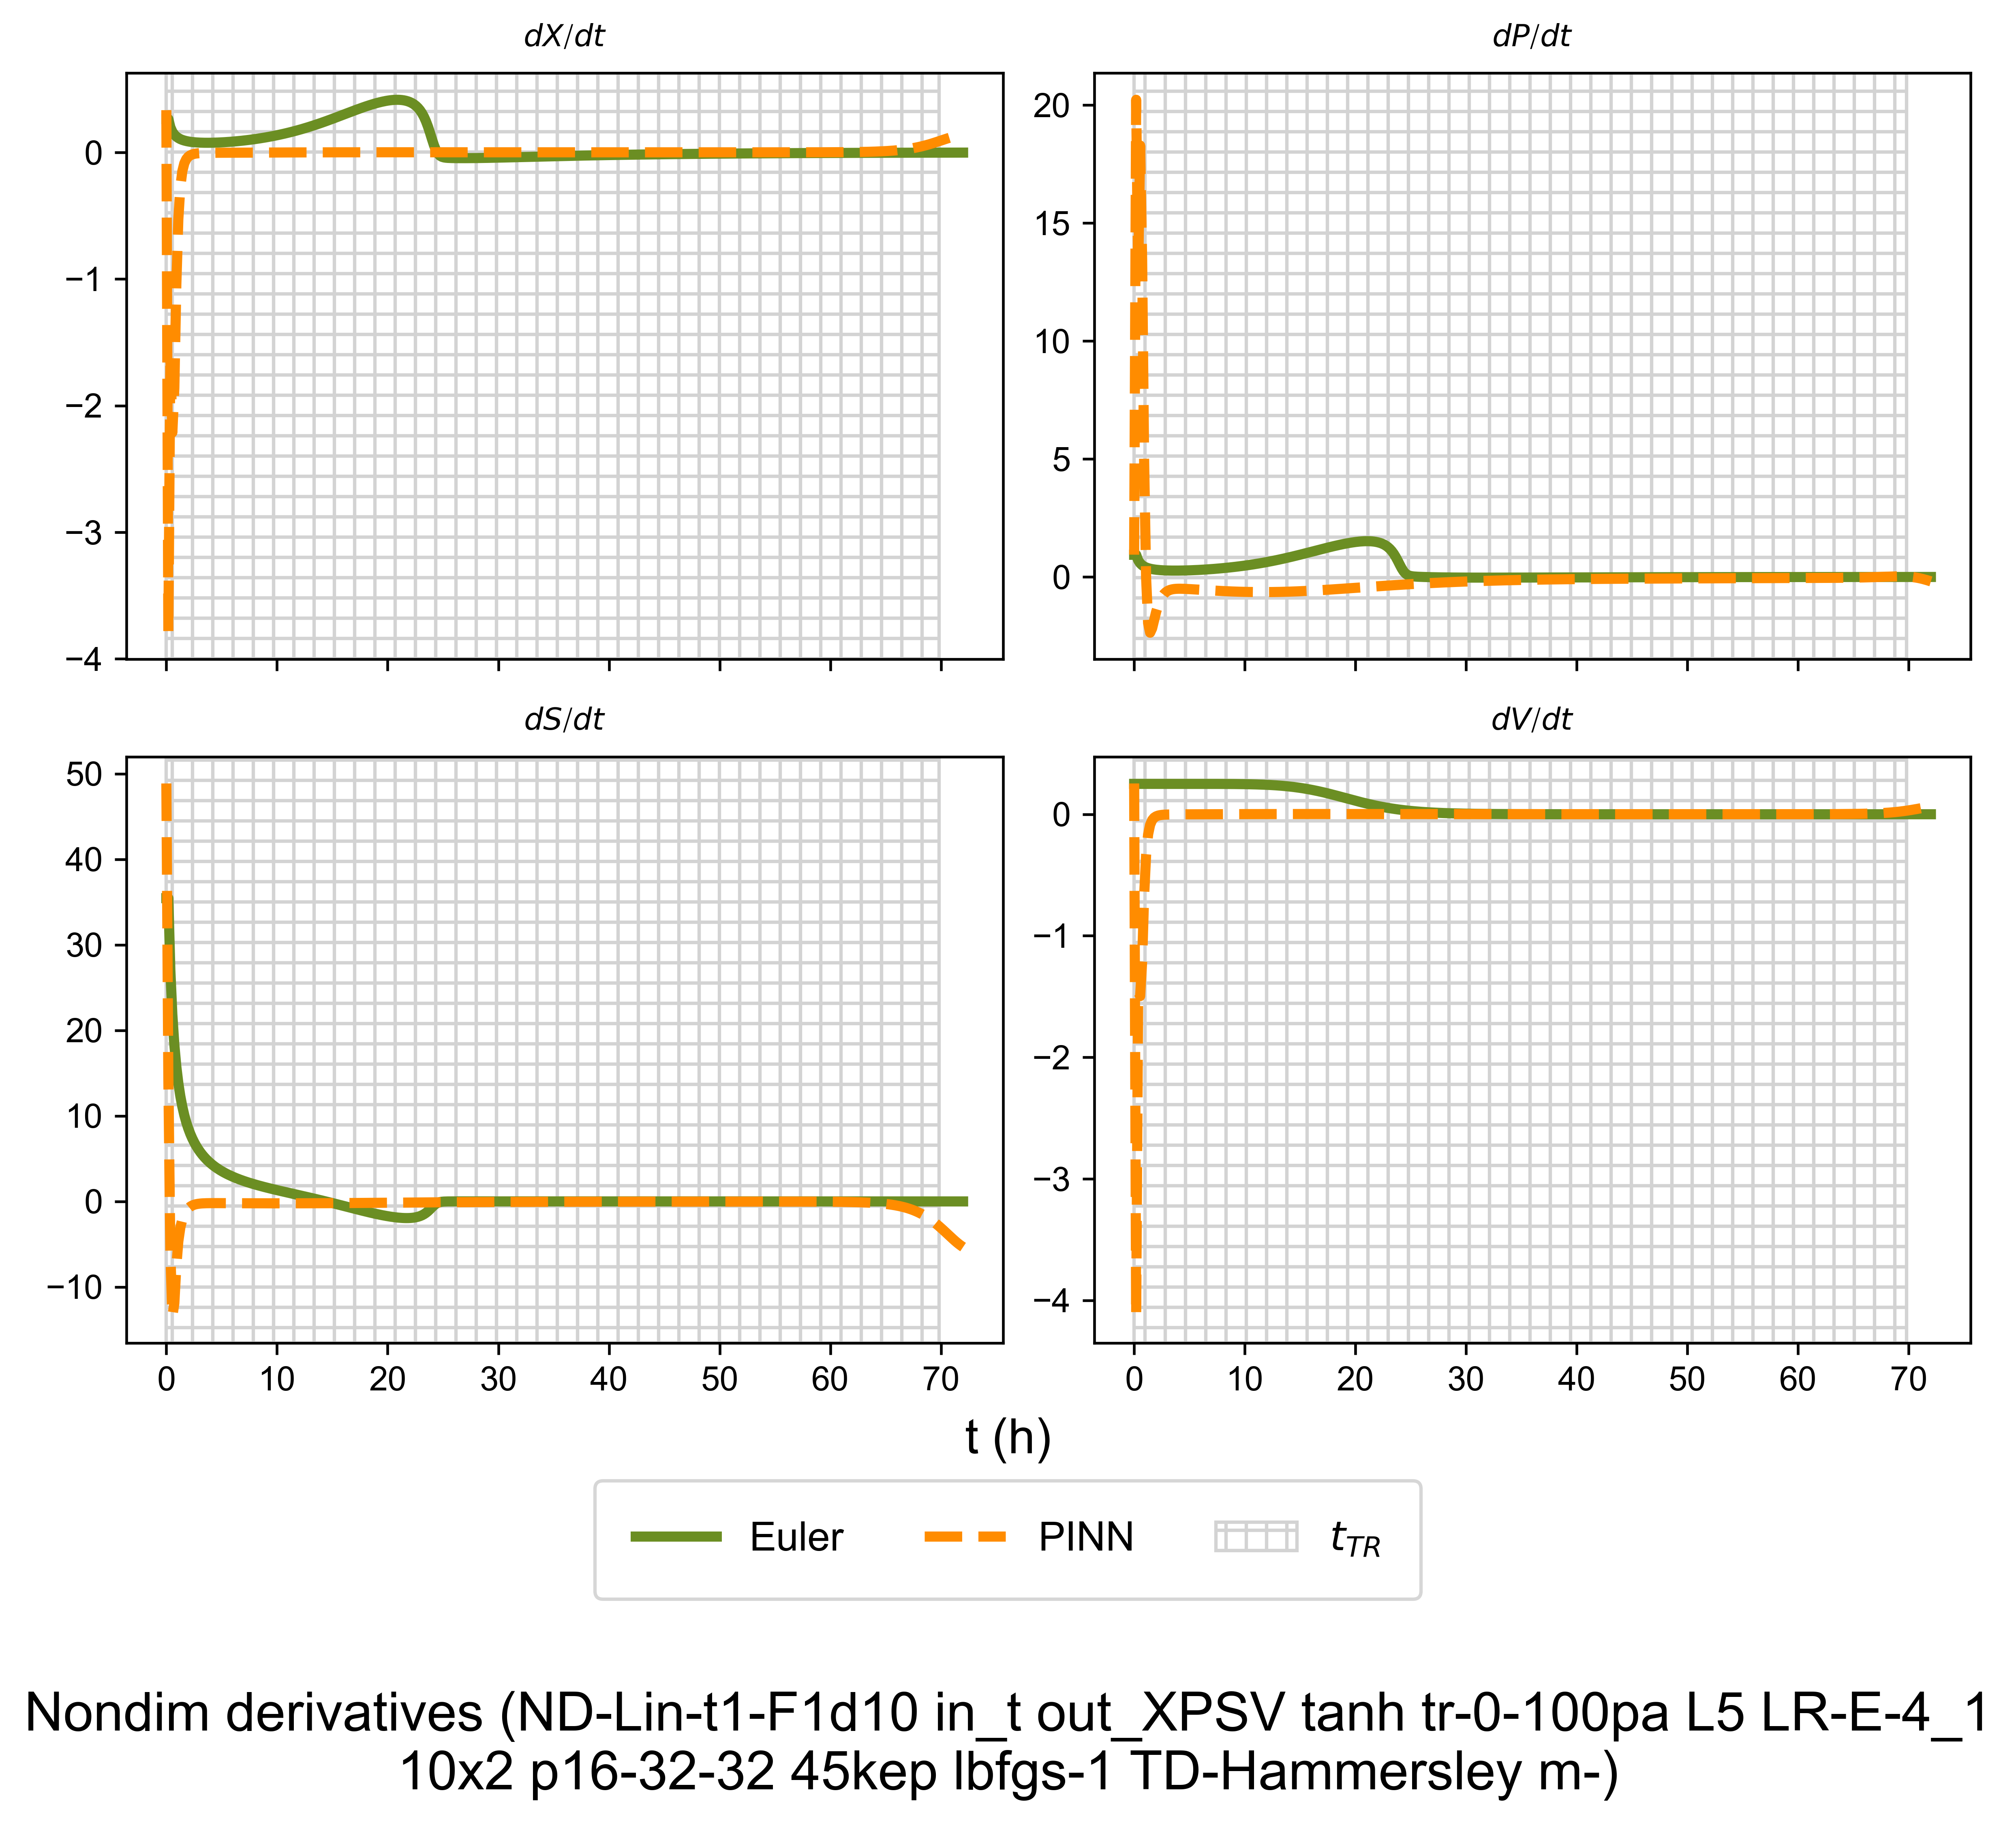 dX/dt
dP/dt
0
−1
−2
−3
−4
20
15
10
5
0
dS/dt
dV/dt
50
40
30
20
10
0
−10
0
−1
−2
−3
−4
0 10 20 30 40 50 60 70
0 10 20 30 40 50 60 70
t (h)
Euler PINN t_TR
Nondim derivatives (ND-Lin-t1-F1d10 in_t out_XPSV tanh tr-0-100pa L5 LR-E-4_1
10x2 p16-32-32 45kep lbfgs-1 TD-Hammersley m-)